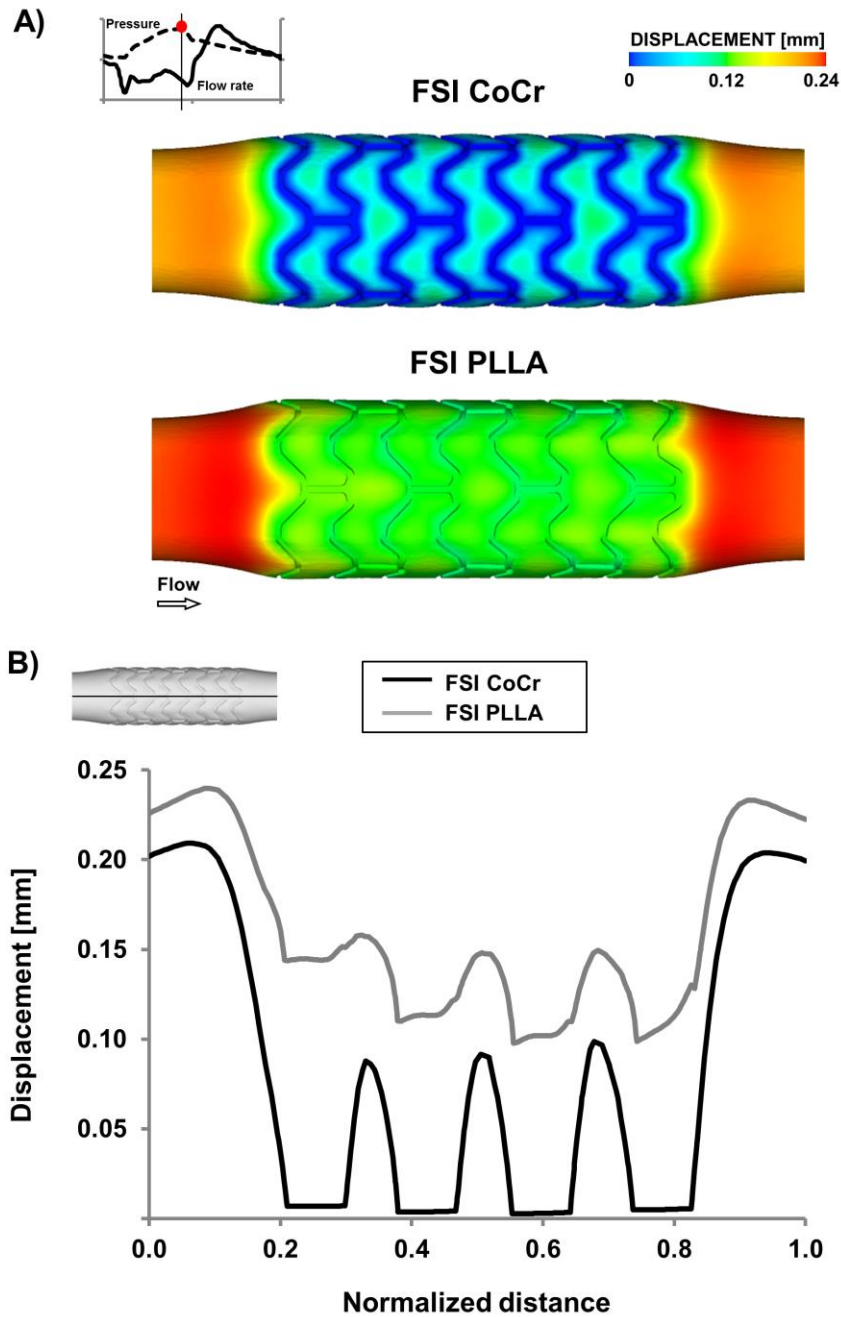 A)
Pressure
Flow rate
DISPLACEMENT [mm]
0 0.12 0.24
FSI CoCr
FSI PLLA
Flow
B)
FSI CoCr
FSI PLLA
0.25
0.20
0.15
0.10
0.05
Displacement [mm]
0.0 0.2 0.4 0.6 0.8 1.0
Normalized distance